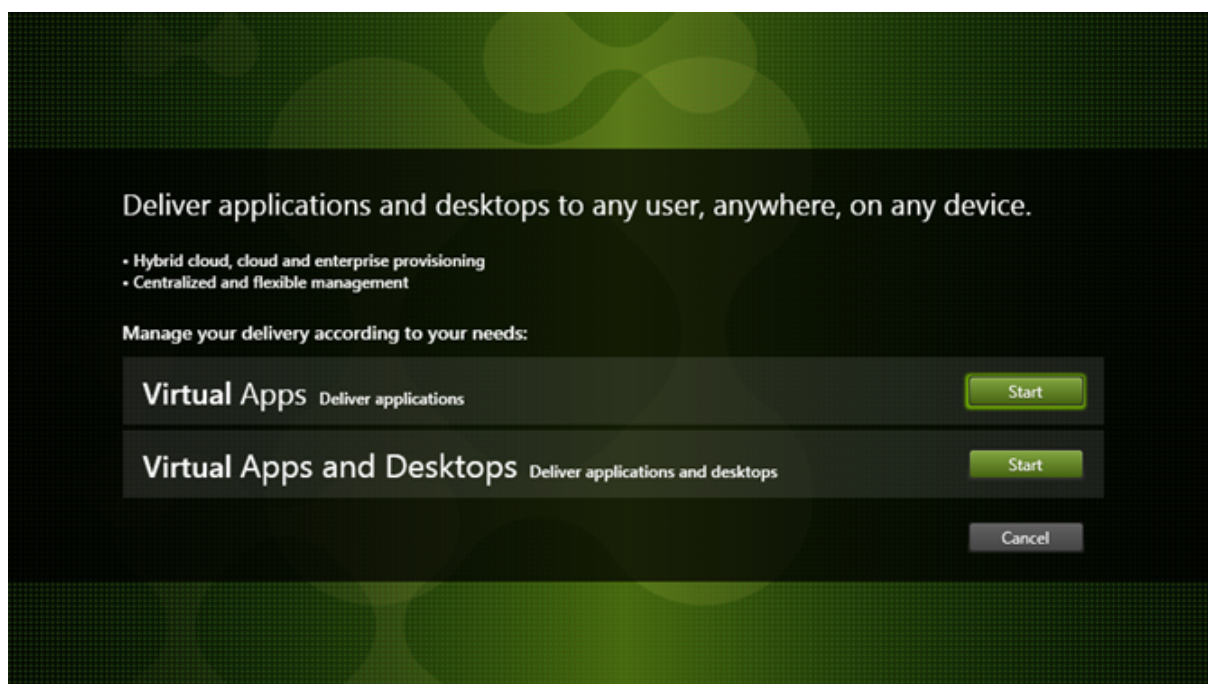 Deliver applications and desktops to any user, anywhere, on any device.
• Hybrid cloud, cloud and enterprise provisioning
• Centralized and flexible management
Manage your delivery according to your needs:
Virtual Apps Deliver applications Start
Virtual Apps and Desktops Deliver applications and desktops Start
Cancel